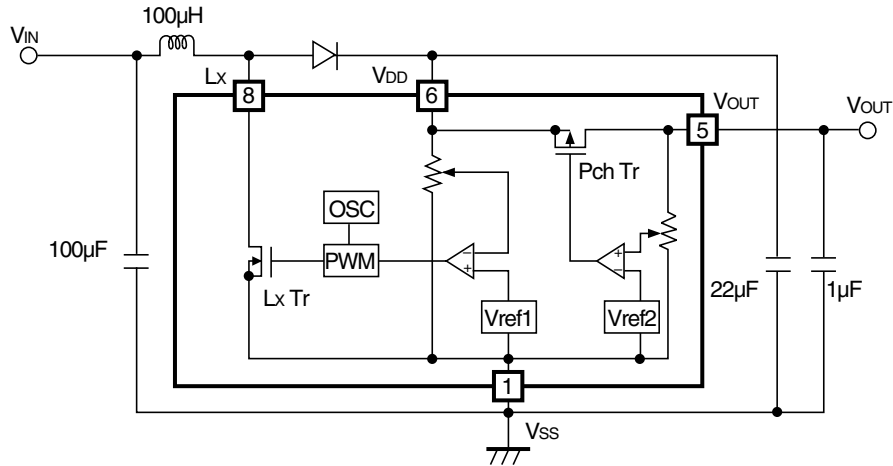 100µH
VIN
LX
VDD
8
6
VOUT
VOUT
5
Pch Tr
OSC
PWM
−
+
+
−
100µF
LX Tr
Vref1
Vref2
22µF
1µF
1
VSS